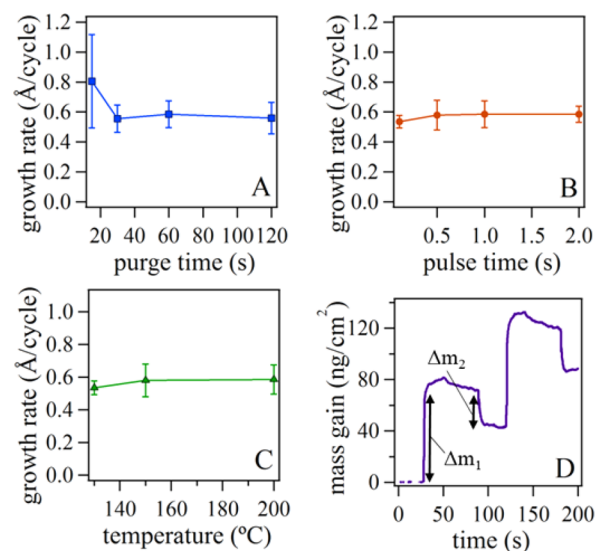 1.2
1.0
0.8
0.6
0.4
0.2
0.0
growth rate (Å/cycle)
A
20 40 60 80 100 120
purge time (s)
1.2
1.0
0.8
0.6
0.4
0.2
0.0
growth rate (Å/cycle)
B
0.5 1.0 1.5 2.0
pulse time (s)
1.0
0.8
0.6
0.4
0.2
0.0
growth rate (Å/cycle)
C
140 160 180 200
temperature (ºC)
120
80
40
0
mass gain (ng/cm²)
Δm₂
Δm₁
D
0 50 100 150 200
time (s)